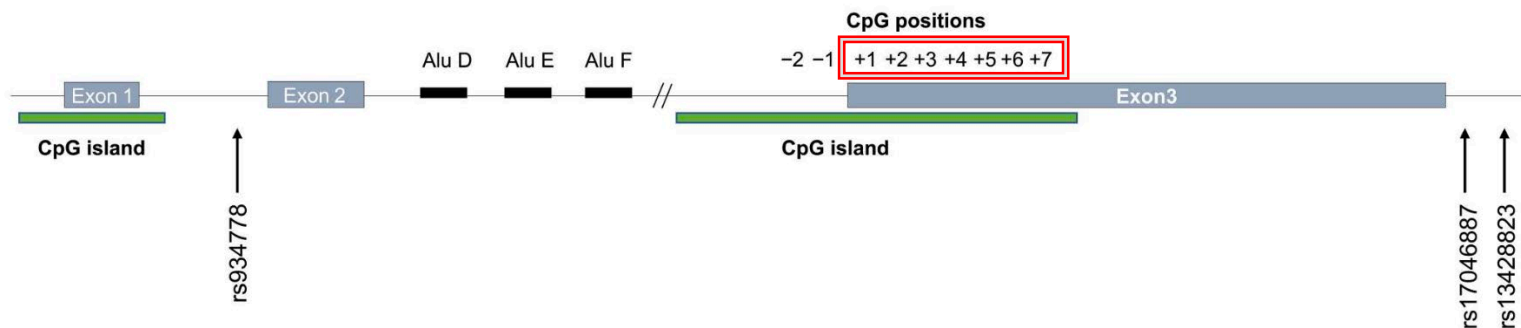 CpG positions
Alu D Alu E Alu F −2 −1 +1 +2 +3 +4 +5 +6 +7
Exon 1 Exon 2 // Exon3
CpG island CpG island
rs934778 rs17046887 rs13428823